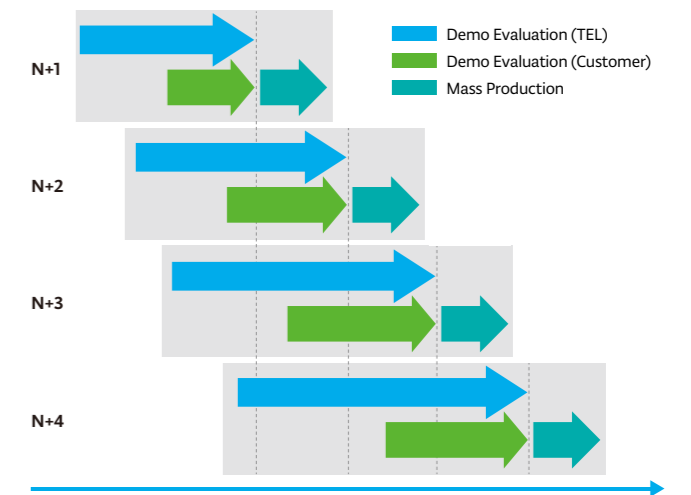 Demo Evaluation (TEL)
Demo Evaluation (Customer)
Mass Production
N+1
N+2
N+3
N+4